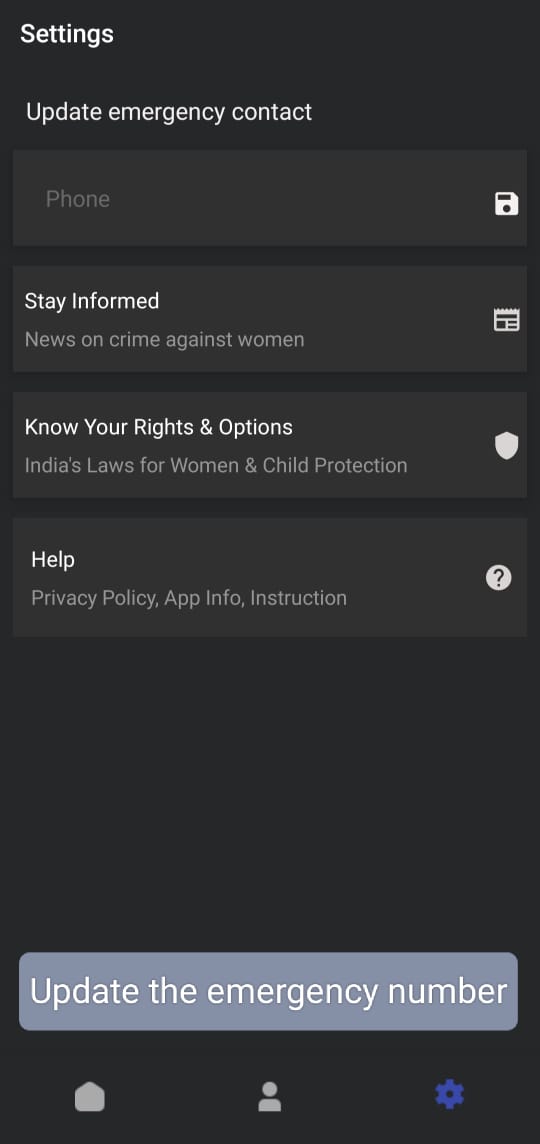 Settings
Update emergency contact
Phone
Stay Informed
News on crime against women
Know Your Rights & Options
India's Laws for Women & Child Protection
Help
Privacy Policy, App Info, Instruction
Update the emergency number